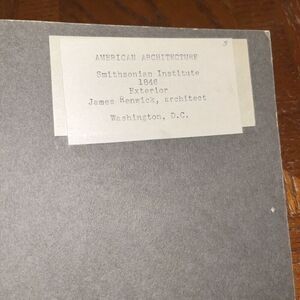 AMERICAN ARCHITECTURE
Smithsonian Institute
1846
Exterior
James Renwick, architect
Washington, D.C.